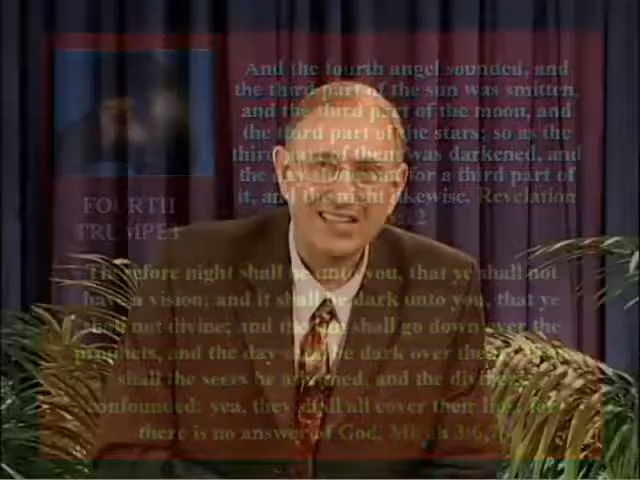 And the fourth angel sounded, and
the third part of the sun was smitten,
and the third part of the moon, and
the third part of the stars; so as the
third part of them was darkened, and
the day shone not for a third part of
it, and the night likewise. Revelation
2
FOURTH
TRUMPET
Therefore night shall be unto you, that ye shall not
have a vision; and it shall be dark unto you, that ye
shall not divine; and the sun shall go down over the
prophets, and the day shall be dark over them.
shall the seers be ashamed, and the diviners
confounded: yea, they shall all cover their lips: for
there is no answer of God. Micah 3:6,7